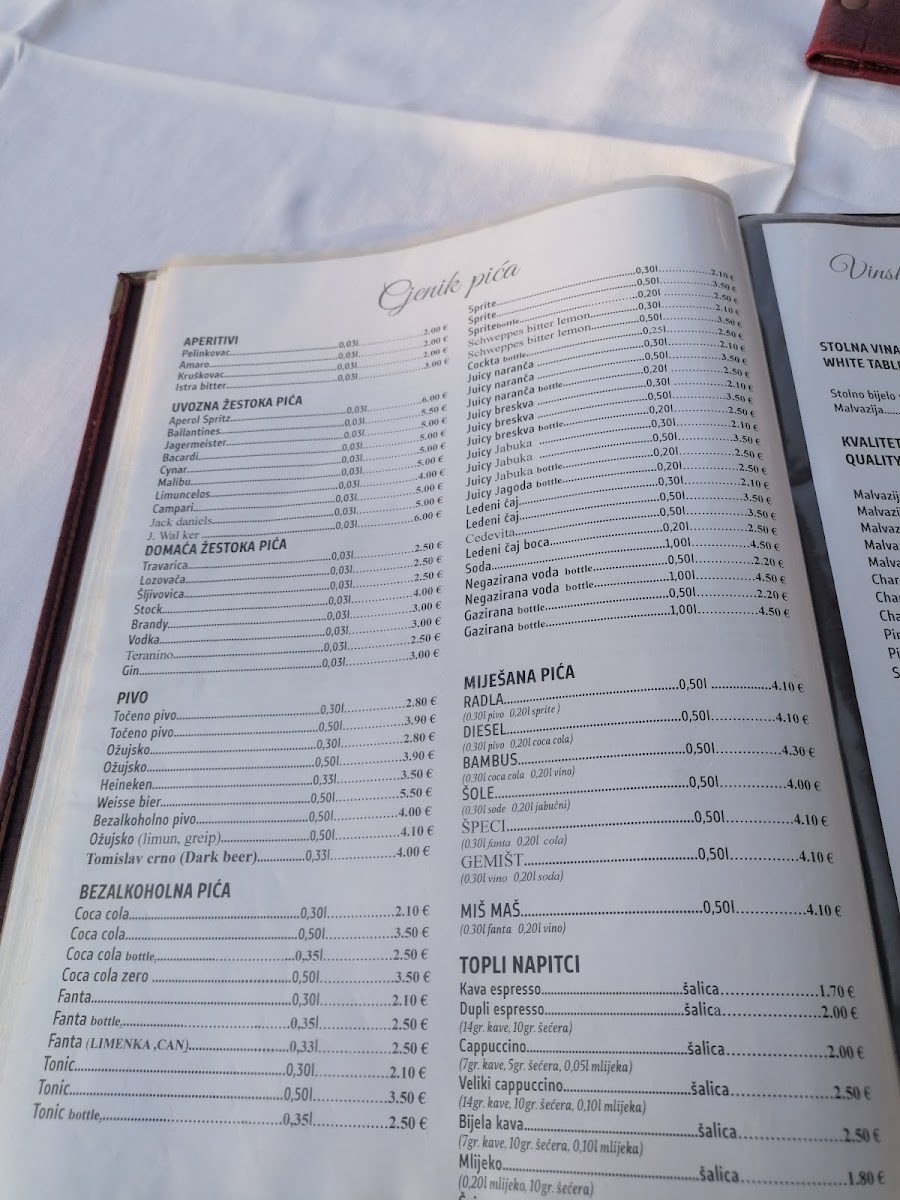 Cjenik pića
APERITIVI
Pelinkovac....................0,03l....................2.00 €
Amaro....................0,03l....................2.00 €
Kruškovac....................0,03l....................2.00 €
Istra bitter....................0,03l....................3.00 €
UVOZNA ŽESTOKA PIĆA
Aperol Spritz....................0,03l....................6.00 €
Ballantines....................0,03l....................5.50 €
Jagermeister....................0,03l....................5.00 €
Bacardi....................0,03l....................5.00 €
Cynar....................0,03l....................5.00 €
Malibu....................0,03l....................5.00 €
Limuncelos....................0,03l....................4.00 €
Campari....................0,03l....................5.00 €
Jack daniels....................0,03l....................5.00 €
J. Wal ker....................0,03l....................6.00 €
DOMAĆA ŽESTOKA PIĆA
Travarica....................0,03l....................2.50 €
Lozovača....................0,03l....................2.50 €
Šljivovica....................0,03l....................2.50 €
Stock....................0,03l....................4.00 €
Brandy....................0,03l....................3.00 €
Vodka....................0,03l....................3.00 €
Teranino....................0,03l....................2.50 €
Gin....................0,03l....................3.00 €
PIVO
Točeno pivo....................0,30l....................2.80 €
Točeno pivo....................0,50l....................3.90 €
Ožujsko....................0,30l....................2.80 €
Ožujsko....................0,50l....................3.90 €
Heineken....................0,33l....................3.50 €
Weisse bier....................0,50l....................5.50 €
Bezalkoholno pivo....................0,50l....................4.00 €
Ožujsko (limun, greip)....................0,50l....................4.10 €
Tomislav crno (Dark beer)....................0,33l....................4.00 €
BEZALKOHOLNA PIĆA
Coca cola....................0,30l....................2.10 €
Coca cola....................0,50l....................3.50 €
Coca cola bottle....................0,35l....................2.50 €
Coca cola zero ....................0,50l....................3.50 €
Fanta....................0,30l....................2.10 €
Fanta bottle....................0,35l....................2.50 €
Fanta (LIMENKA ,CAN)....................0,33l....................2.50 €
Tonic....................0,30l....................2.10 €
Tonic....................0,50l....................3.50 €
Tonic bottle....................0,35l....................2.50 €
Sprite....................0,30l....................2.10 €
Sprite....................0,50l....................3.50 €
Sprite bottle....................0,20l....................2.50 €
Schweppes bitter lemon....................0,30l....................2.10 €
Schweppes bitter lemon....................0,50l....................3.50 €
Cockta bottle....................0,25l....................2.50 €
Juicy naranča....................0,30l....................2.10 €
Juicy naranča....................0,50l....................3.50 €
Juicy naranča bottle....................0,20l....................2.50 €
Juicy breskva....................0,30l....................2.10 €
Juicy breskva....................0,50l....................3.50 €
Juicy breskva bottle....................0,20l....................2.50 €
Juicy Jabuka....................0,30l....................2.10 €
Juicy Jabuka....................0,50l....................3.50 €
Juicy Jabuka bottle....................0,20l....................2.50 €
Juicy Jagoda bottle....................0,20l....................2.50 €
Ledeni čaj....................0,30l....................2.10 €
Ledeni čaj....................0,50l....................3.50 €
Cedevita....................0,50l....................3.50 €
Ledeni čaj boca....................0,20l....................2.50 €
Soda....................1,00l....................4.50 €
Negazirana voda bottle....................0,50l....................2.20 €
Negazirana voda bottle....................1,00l....................4.50 €
Gazirana bottle....................0,50l....................2.20 €
Gazirana bottle....................1,00l....................4.50 €
MIJEŠANA PIĆA
RADLA....................0,50l....................4.10 €
(0.30l pivo 0,20l sprite )
DIESEL....................0,50l....................4.10 €
(0.30l pivo 0,20l coca cola)
BAMBUS....................0,50l....................4.30 €
(0.30l coca cola 0,20l vino)
ŠOLE....................0,50l....................4.00 €
(0.30l sode 0,20l jabučni)
ŠPECI....................0,50l....................4.10 €
(0.30l fanta 0,20l cola)
GEMIŠT....................0,50l....................4.10 €
(0.30l vino 0,20l soda)
MIŠ MAŠ....................0,50l....................4.10 €
(0.30l fanta 0,20l vino)
TOPLI NAPITCI
Kava espresso....................šalica....................1.70 €
Dupli espresso....................šalica....................2.00 €
(14gr. kave, 10gr. šećera)
Cappuccino....................šalica....................2.00 €
(7gr. kave, 5gr. šećera, 0,05l mlijeka)
Veliki cappuccino....................šalica....................2.50 €
(14gr. kave, 10gr. šećera, 0,10l mlijeka)
Bijela kava....................šalica....................2.50 €
(7gr. kave, 10gr. šećera, 0,10l mlijeka)
Mlijeko....................šalica....................1.80 €
(0,20l mlijeko, 10gr. šećera)
STOLNA VINA
WHITE TABL
Stolno bijelo
Malvazija
KVALITET
QUALITY
Malvazij
Malvaz
Malvaz
Malva
Malva
Char
Char
Cha
Pin
Pi